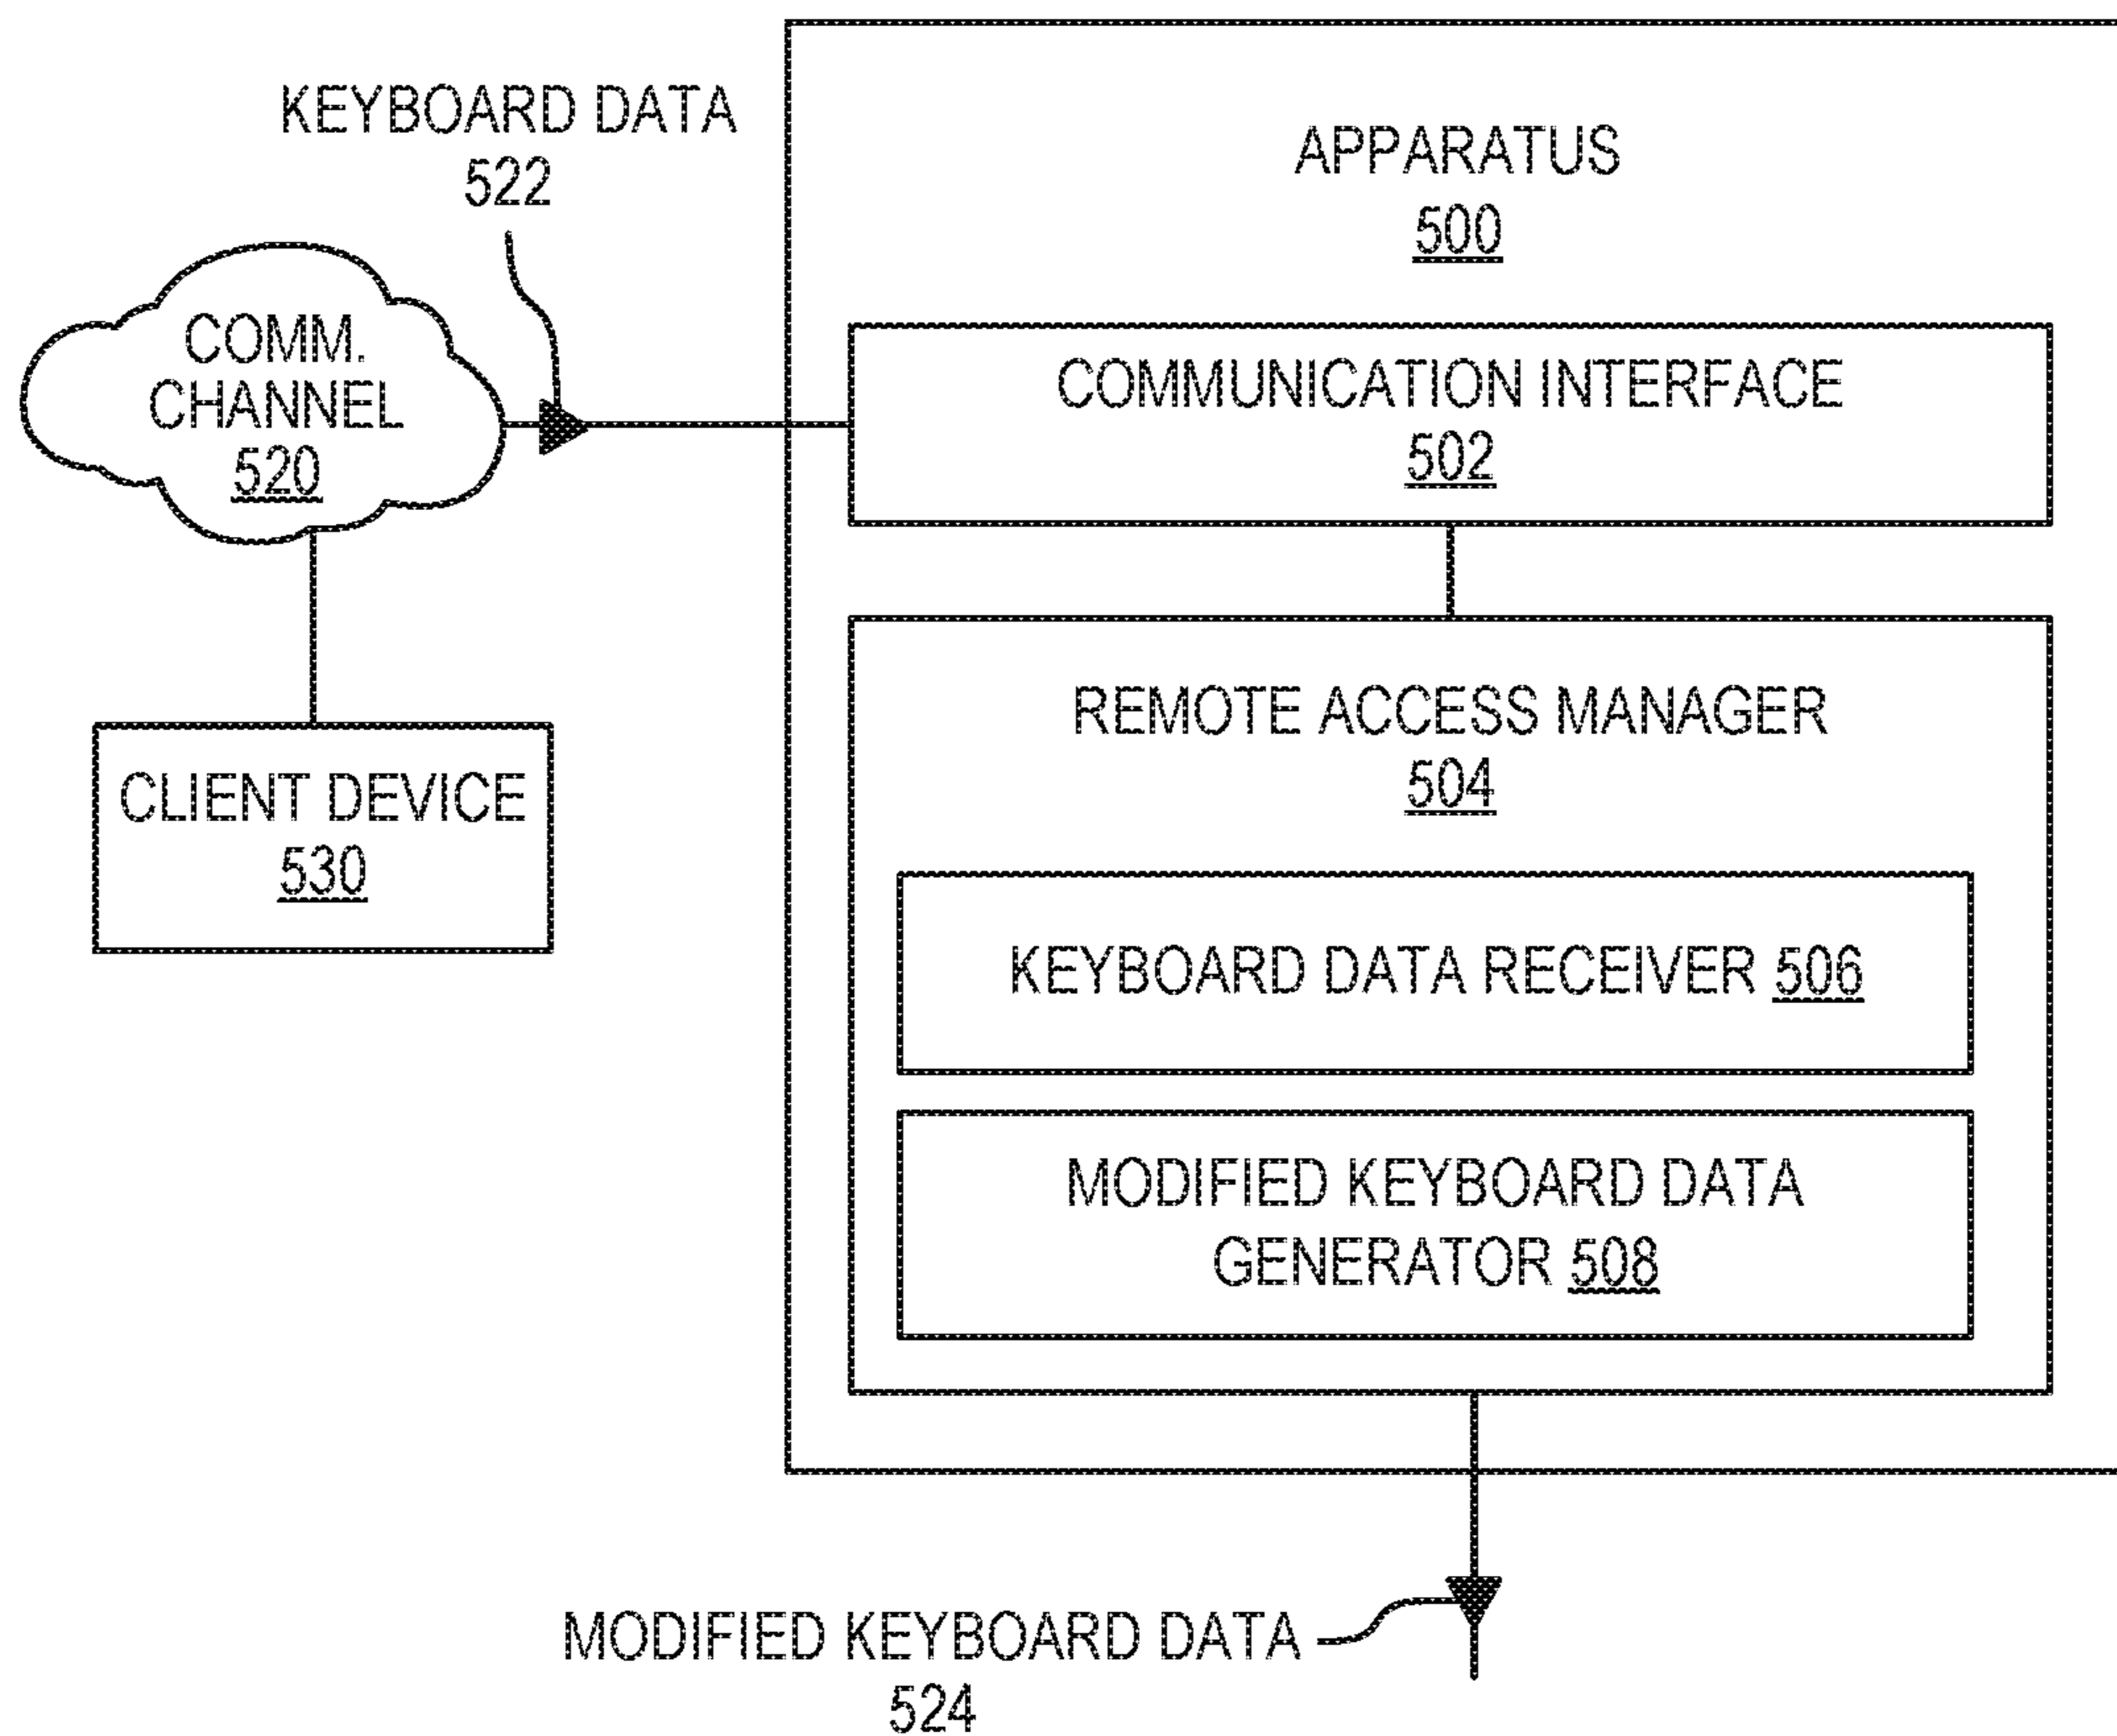 KEYBOARD DATA
522
APPARATUS
500
COMM.
CHANNEL
520
COMMUNICATION INTERFACE
502
REMOTE ACCESS MANAGER
504
CLIENT DEVICE
530
KEYBOARD DATA RECEIVER 506
MODIFIED KEYBOARD DATA
GENERATOR 508
MODIFIED KEYBOARD DATA
524